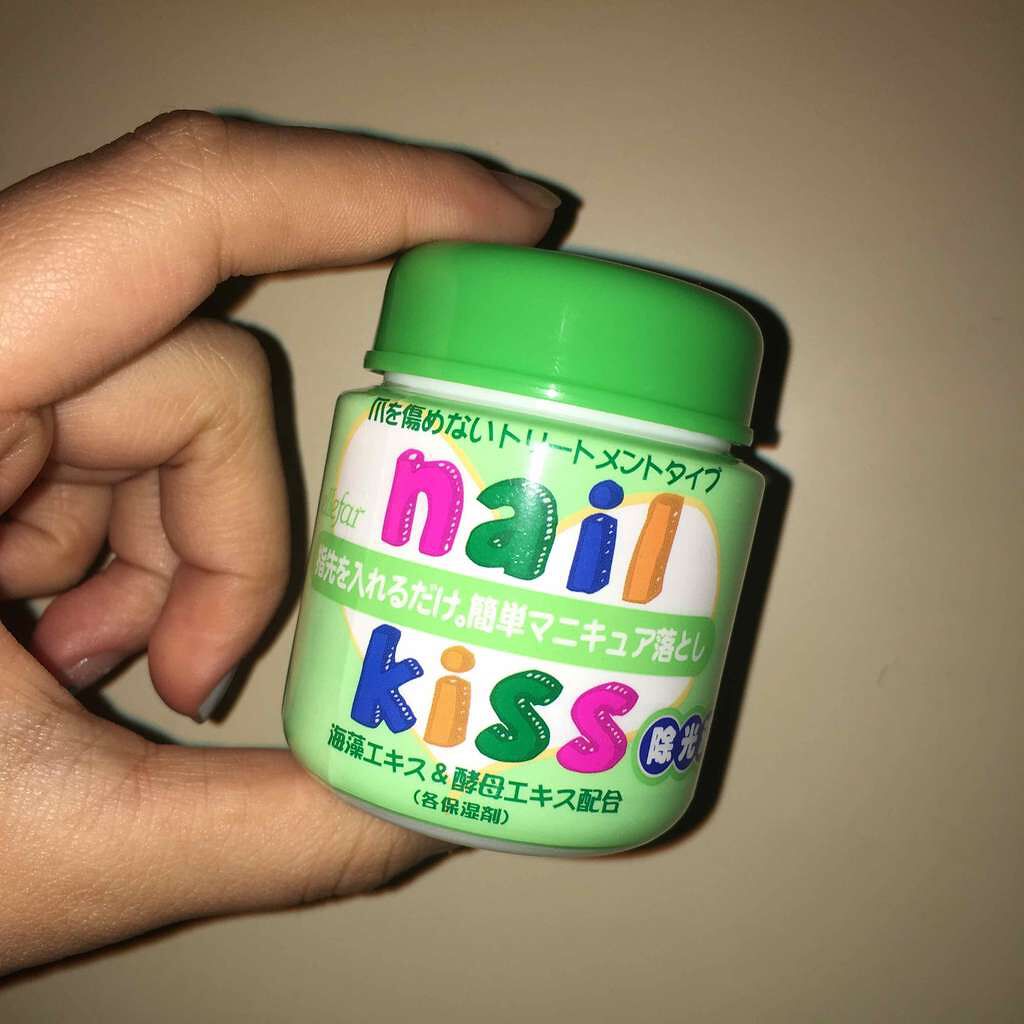 爪を傷めないトリートメントタイプ
nail
指先を入れるだけ。簡単マニキュア落とし
kiss
除光
海藻エキス&酵母エキス配合
(各保湿剤)